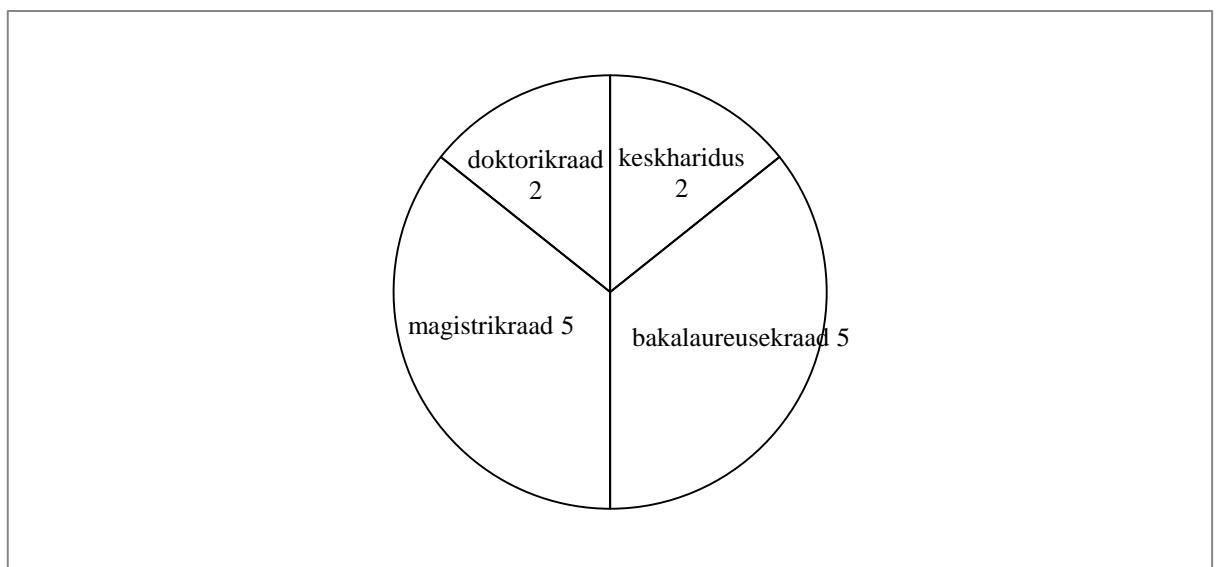 doktorikraad
2
keskharidus
2
magistrikraad 5
bakalaureusekraad 5